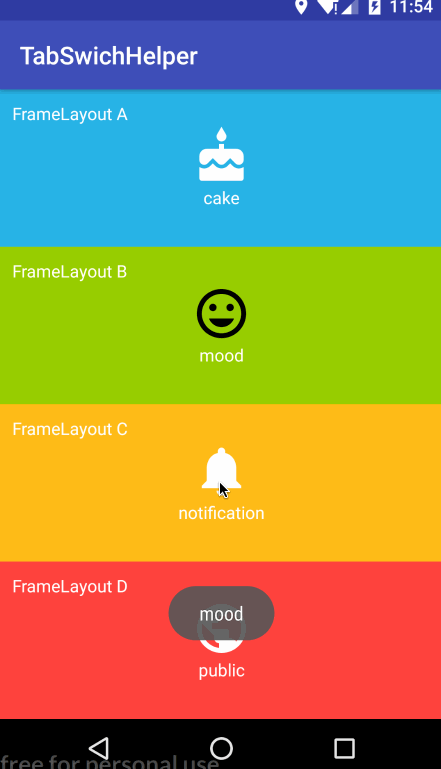 11:54
TabSwichHelper
FrameLayout A
cake
FrameLayout B
mood
FrameLayout C
notification
FrameLayout D
mood
public
free for personal use